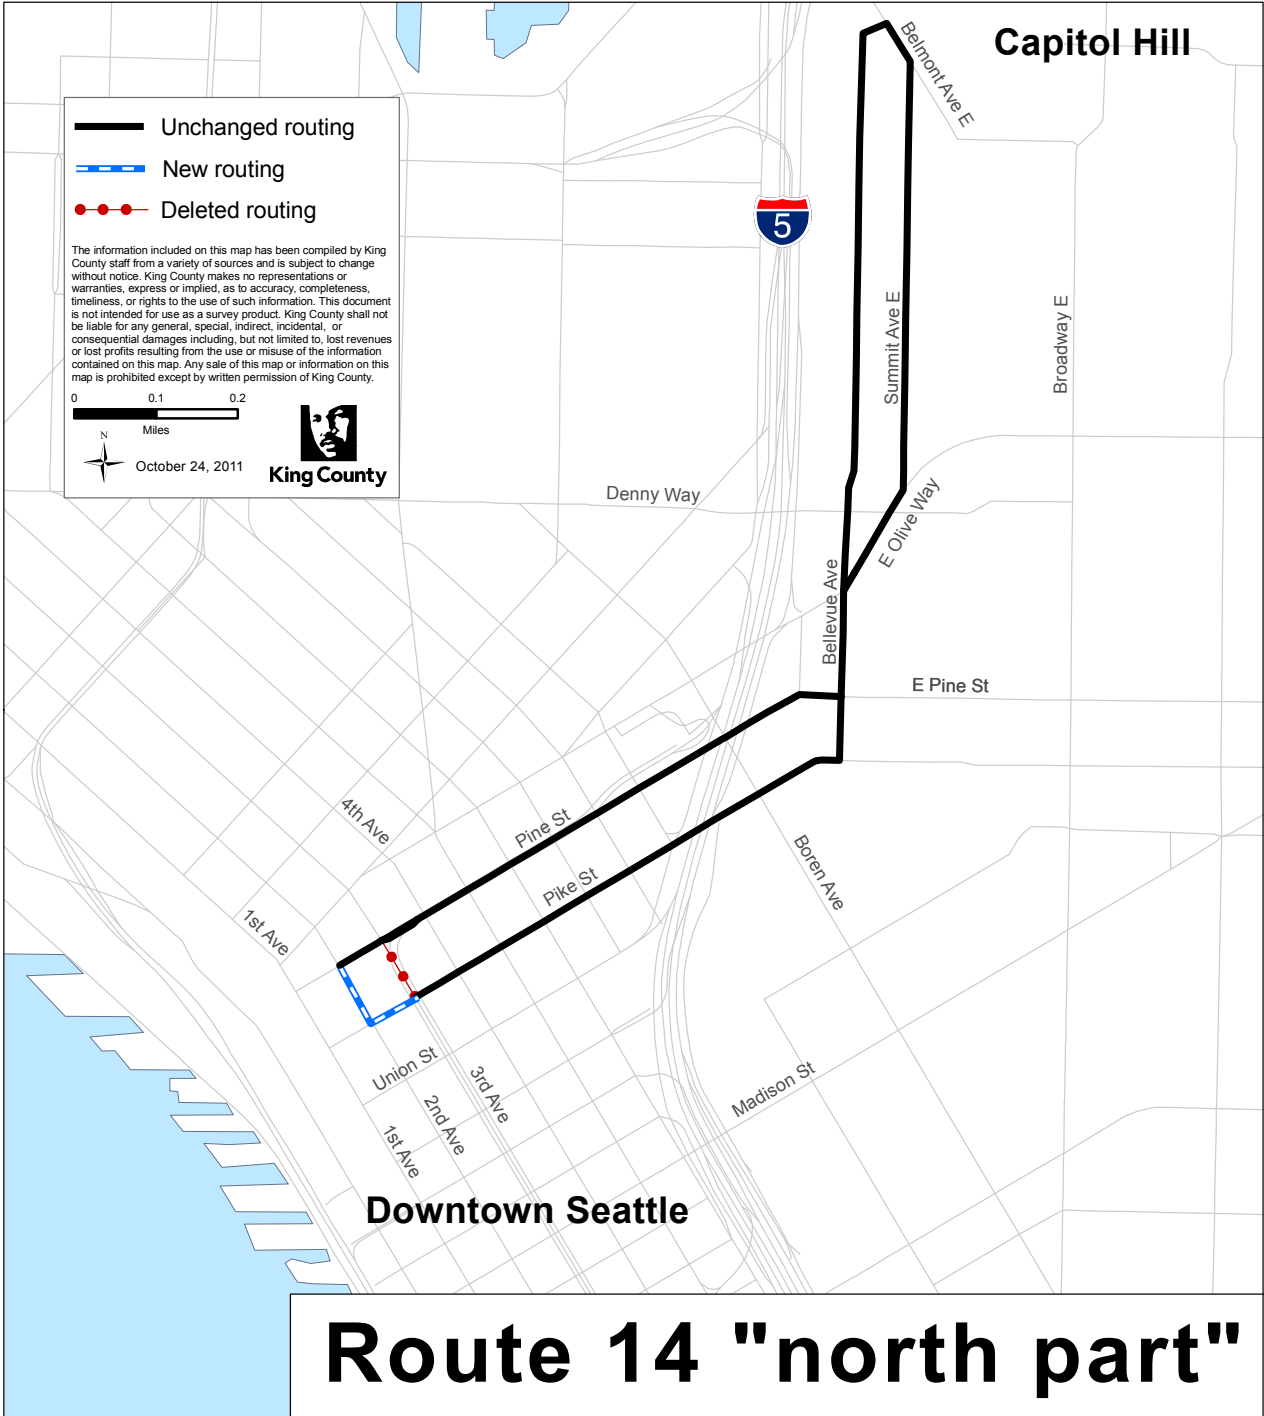 Capitol Hill
Belmont Ave E
Unchanged routing
New routing
Deleted routing
The information included on this map has been compiled by King
County staff from a variety of sources and is subject to change
without notice. King County makes no representations or
warranties, express or implied, as to accuracy, completeness,
timeliness, or rights to the use of such information. This document
is not intended for use as a survey product. King County shall not
be liable for any general, special, indirect, incidental, or
consequential damages including, but not limited to, lost revenues
or lost profits resulting from the use or misuse of the information
contained on this map. Any sale of this map or information on this
map is prohibited except by written permission of King County.
0 0.1 0.2
Miles
N
October 24, 2011
King County
5
Summit Ave E
Broadway E
Denny Way
E Olive Way
Bellevue Ave
E Pine St
4th Ave
Pine St
Pike St
Boren Ave
1st Ave
Union St
3rd Ave
2nd Ave
1st Ave
Madison St
Downtown Seattle
Route 14 "north part"